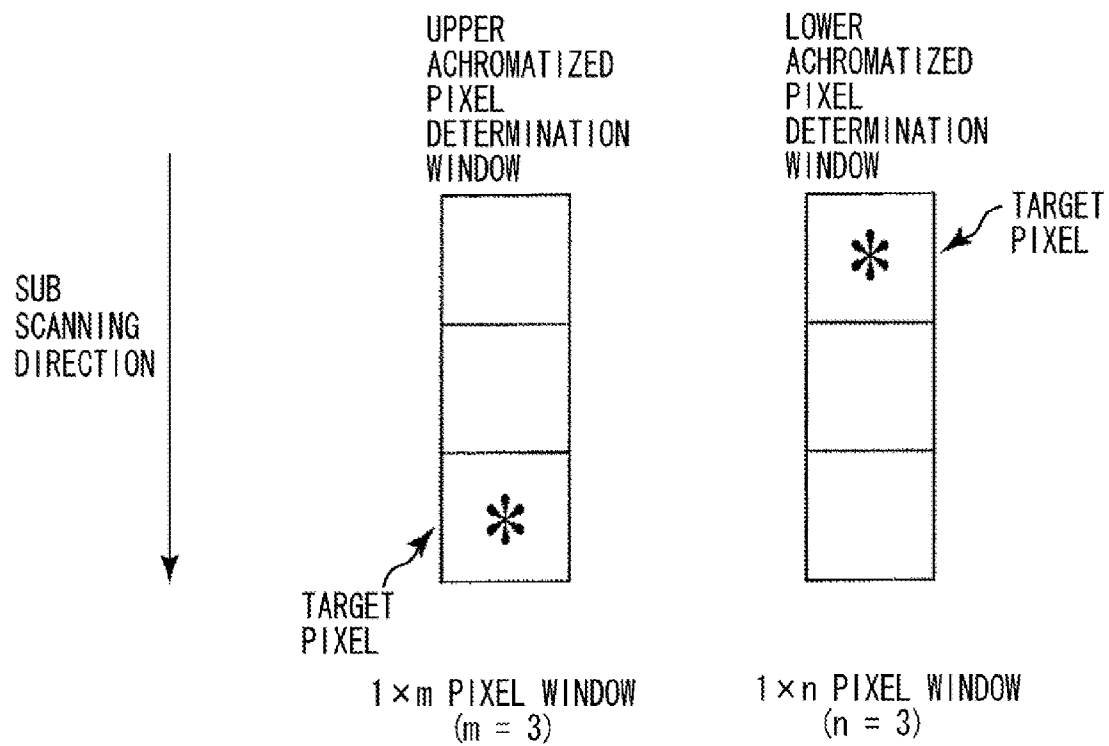 UPPER
ACHROMATIZED
PIXEL
DETERMINATION
WINDOW
LOWER
ACHROMATIZED
PIXEL
DETERMINATION
WINDOW
*
TARGET
PIXEL
SUB
SCANNING
DIRECTION
*
TARGET
PIXEL
1×m PIXEL WINDOW
(m = 3)
1×n PIXEL WINDOW
(n = 3)